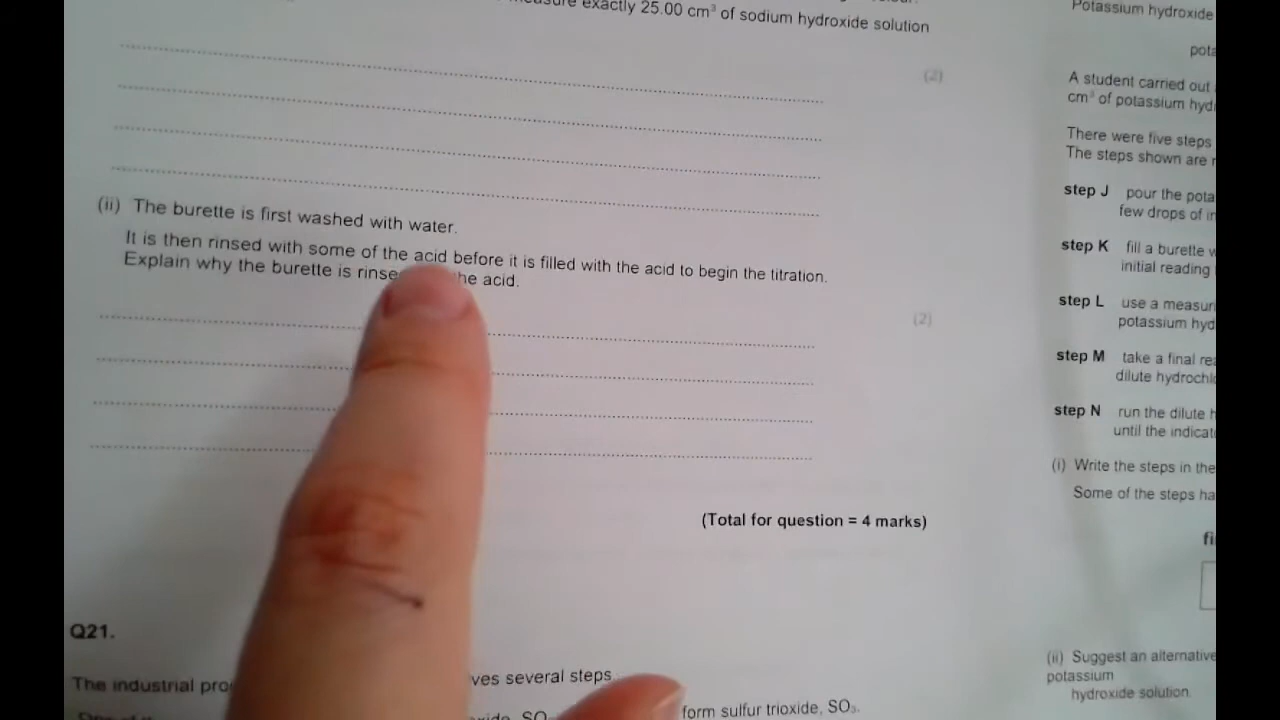 exactly 25.00 cm³ of sodium hydroxide solution
(2)
(ii) The burette is first washed with water.
It is then rinsed with some of the acid before it is filled with the acid to begin the titration.
Explain why the burette is rinse he acid.
(2)
(Total for question = 4 marks)
Q21.
The industrial pro ves several steps.
form sulfur trioxide, SO₃.
Potassium hydroxide
pota
A student carried out
cm³ of potassium hydr
There were five steps
The steps shown are
step J pour the pota
few drops of in
step K fill a burette w
initial reading
step L use a measur
potassium hyd
step M take a final rea
dilute hydrochlo
step N run the dilute h
until the indicat
(i) Write the steps in the
Some of the steps ha
fi
(ii) Suggest an alternative
potassium
hydroxide solution.